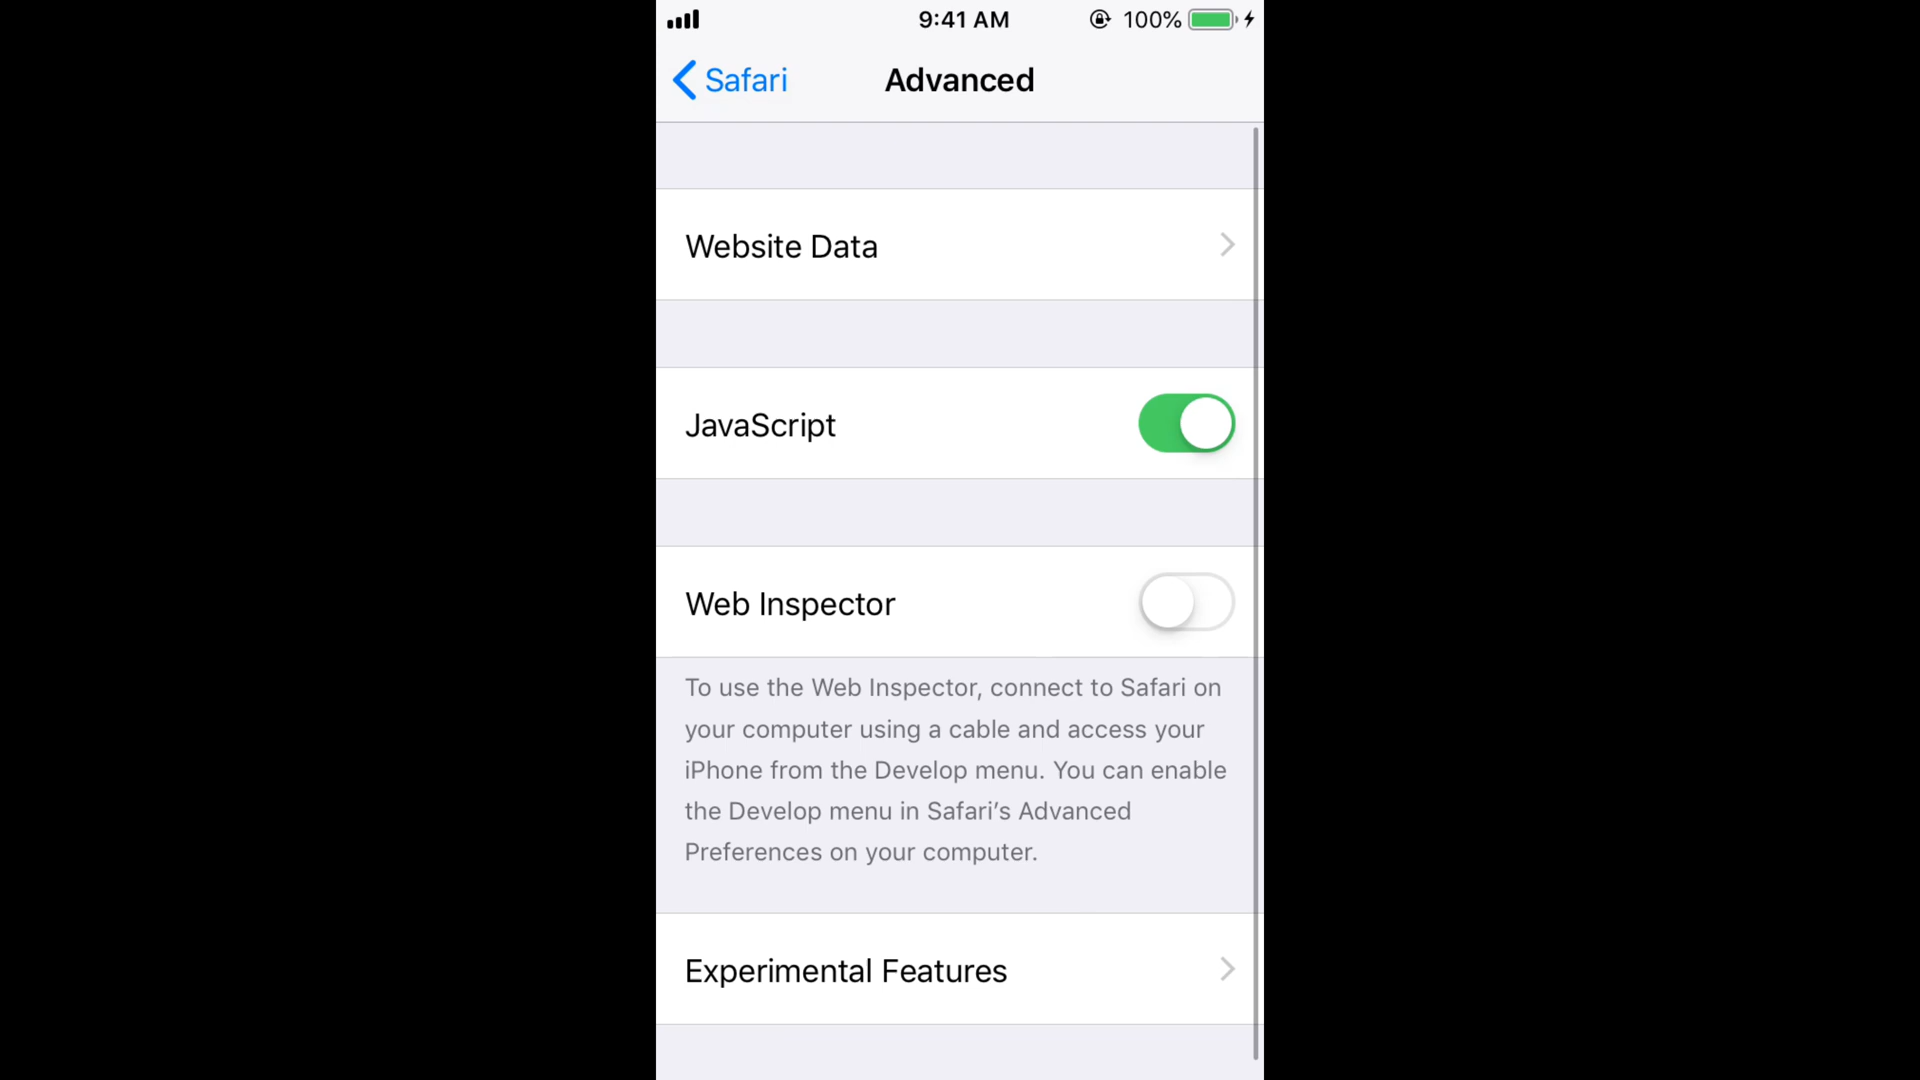 9:41 AM 100%
Safari Advanced
Website Data
JavaScript
Web Inspector
To use the Web Inspector, connect to Safari on
your computer using a cable and access your
iPhone from the Develop menu. You can enable
the Develop menu in Safari’s Advanced
Preferences on your computer.
Experimental Features